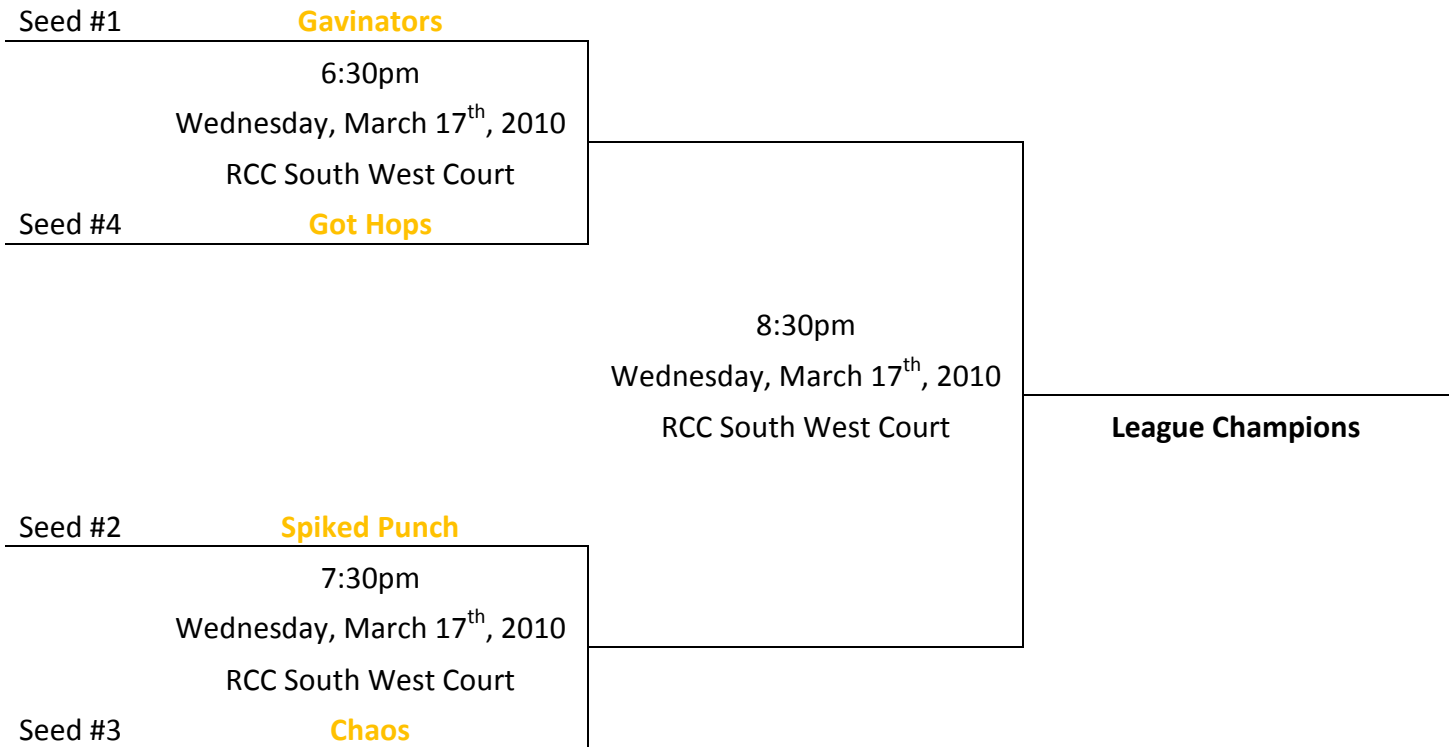 Seed #1 Gavinators
6:30pm
Wednesday, March 17th, 2010
RCC South West Court
Seed #4 Got Hops
8:30pm
Wednesday, March 17th, 2010
RCC South West Court
League Champions
Seed #2 Spiked Punch
7:30pm
Wednesday, March 17th, 2010
RCC South West Court
Seed #3 Chaos